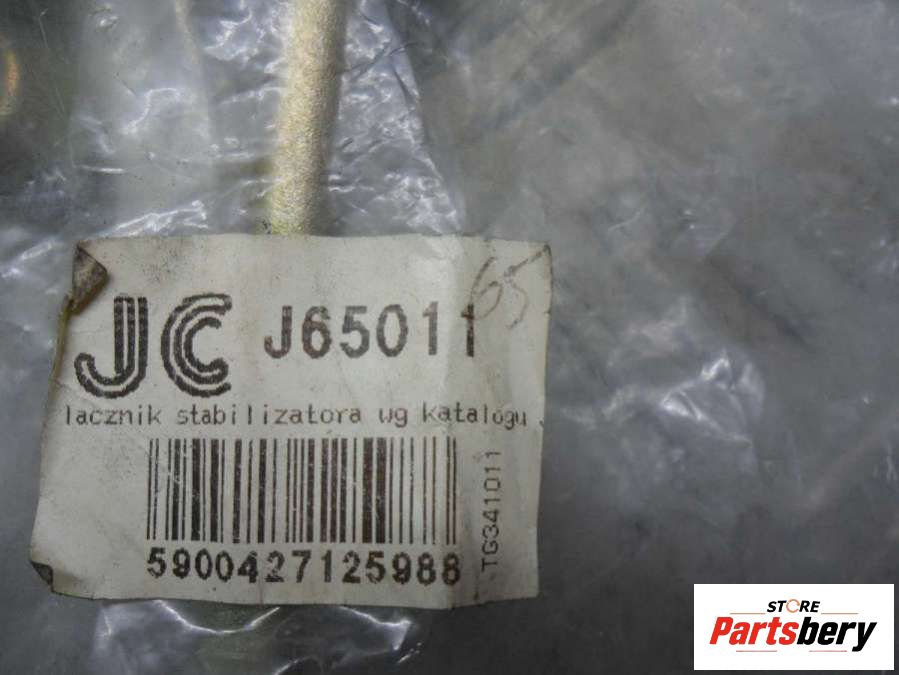 65
JC J65011
lacznik stabilizatora wg katalogu
TG341011
5900427125988
STORE
Partsbery